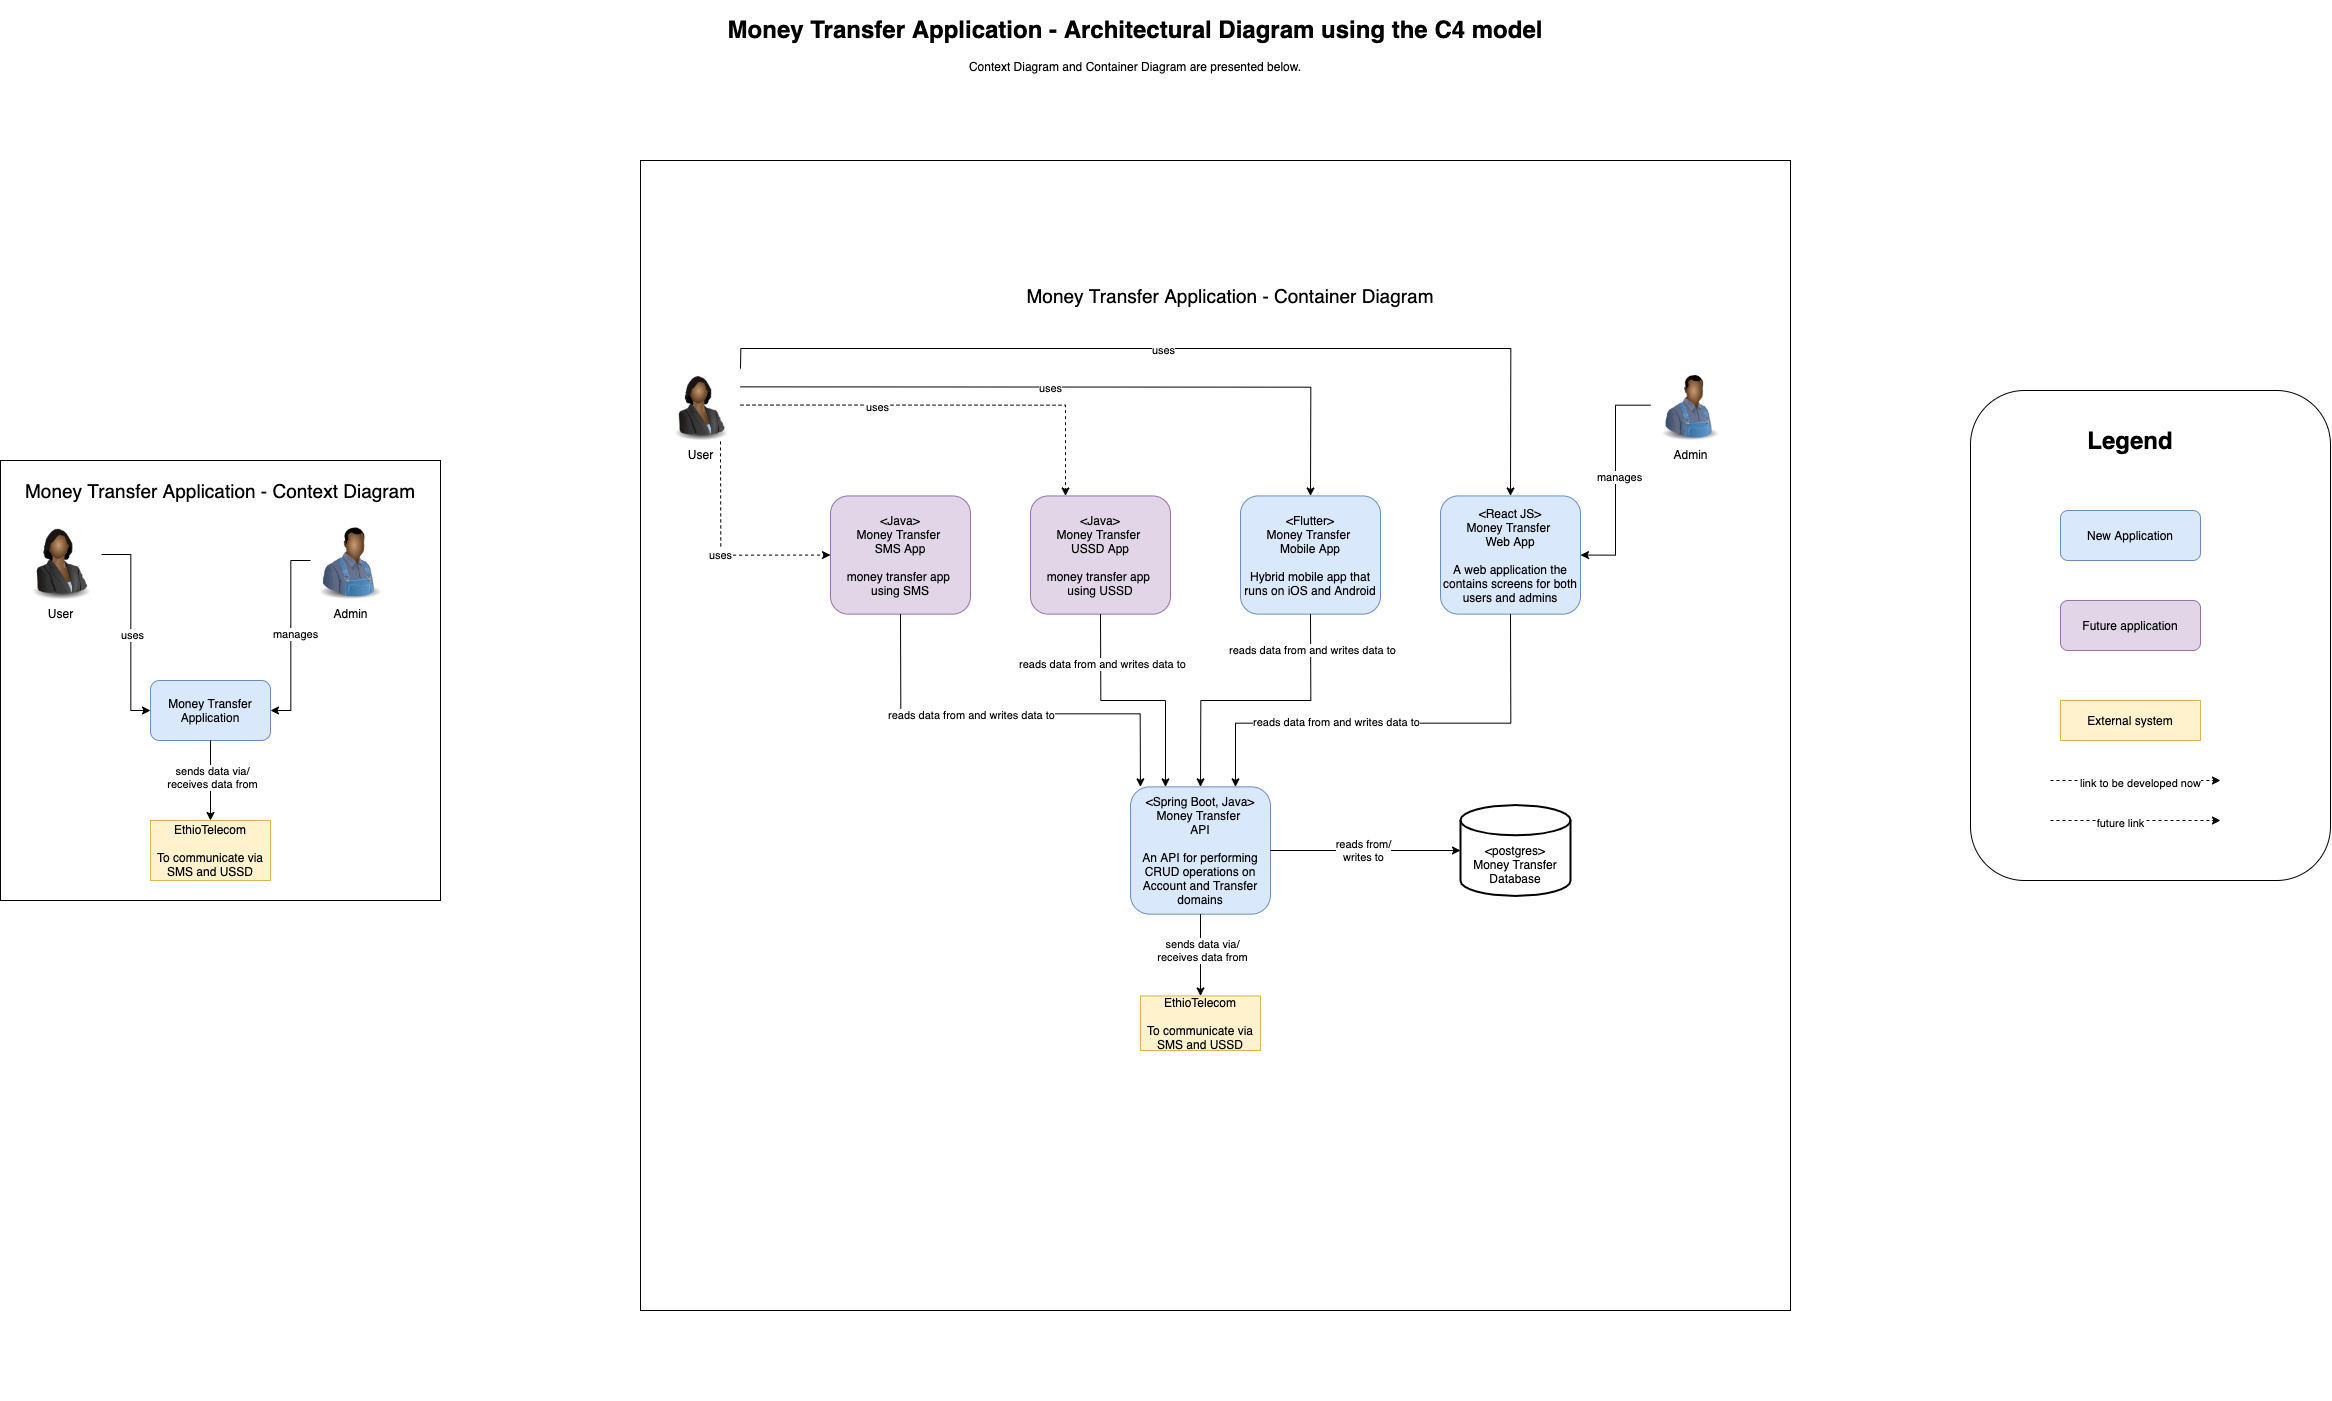 Money Transfer Application - Architectural Diagram using the C4 model
Context Diagram and Container Diagram are presented below.
Money Transfer Application - Context Diagram
User
Admin
uses
manages
Money Transfer
Application
sends data via/
receives data from
EthioTelecom
To communicate via
SMS and USSD
Money Transfer Application - Container Diagram
uses
uses
uses
User
Admin
manages
uses
<Java>
Money Transfer
SMS App
money transfer app
using SMS
<Java>
Money Transfer
USSD App
money transfer app
using USSD
<Flutter>
Money Transfer
Mobile App
Hybrid mobile app that
runs on iOS and Android
<React JS>
Money Transfer
Web App
A web application the
contains screens for both
users and admins
reads data from and writes data to
reads data from and writes data to
reads data from and writes data to
reads data from and writes data to
<Spring Boot, Java>
Money Transfer
API
An API for performing
CRUD operations on
Account and Transfer
domains
reads from/
writes to
<postgres>
Money Transfer
Database
sends data via/
receives data from
EthioTelecom
To communicate via
SMS and USSD
Legend
New Application
Future application
External system
link to be developed now
future link